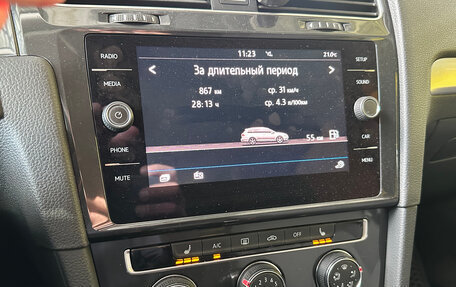 11:23
21.0°c
RADIO
MEDIA
PHONE
MUTE
За длительный период
867 км
ср. 31 км/ч
28:13 ч
ср. 4.3 л/100км
55 км
SETUP
SOUND
CAR
MENU
A/C
OFF